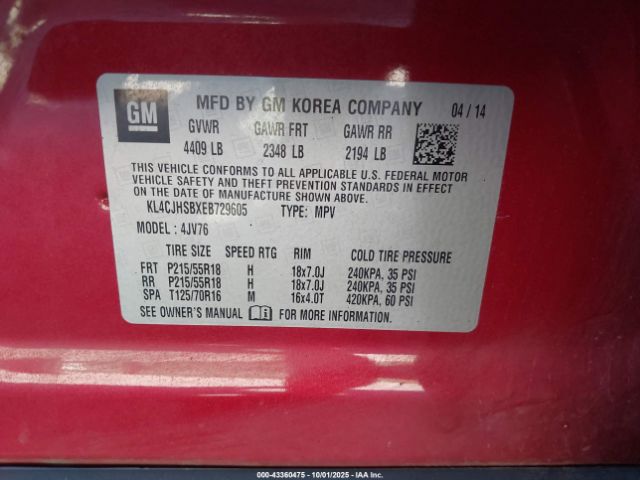 GM
MFD BY GM KOREA COMPANY 04 / 14
GVWR GAWR FRT GAWR RR
4409 LB 2348 LB 2194 LB
THIS VEHICLE CONFORMS TO ALL APPLICABLE U.S. FEDERAL MOTOR
VEHICLE SAFETY AND THEFT PREVENTION STANDARDS IN EFFECT
ON THE DATE OF MANUFACTURE SHOWN ABOVE.
KL4CJHSBXEB729605 TYPE: MPV
MODEL : 4JV76
TIRE SIZE SPEED RTG RIM COLD TIRE PRESSURE
FRT P215/55R18 H 18x7.0J 240KPA, 35 PSI
RR P215/55R18 H 18x7.0J 240KPA, 35 PSI
SPA T125/70R16 M 16x4.0T 420KPA, 60 PSI
SEE OWNER'S MANUAL FOR MORE INFORMATION.
000-43360475 - 10/01/2025 - IAA Inc.